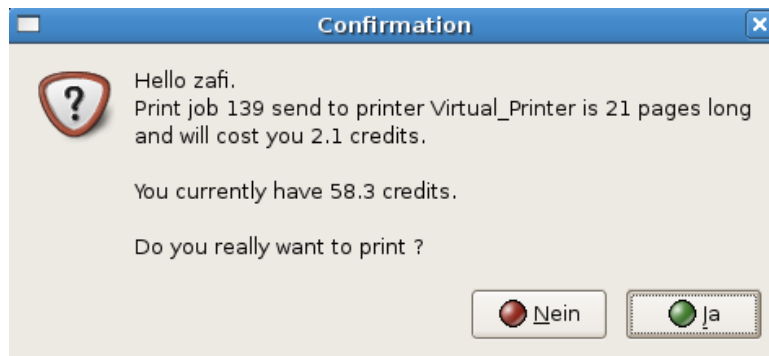 Confirmation
Hello zafi.
Print job 139 send to printer Virtual_Printer is 21 pages long
and will cost you 2.1 credits.
You currently have 58.3 credits.
Do you really want to print ?
Nein
Ja